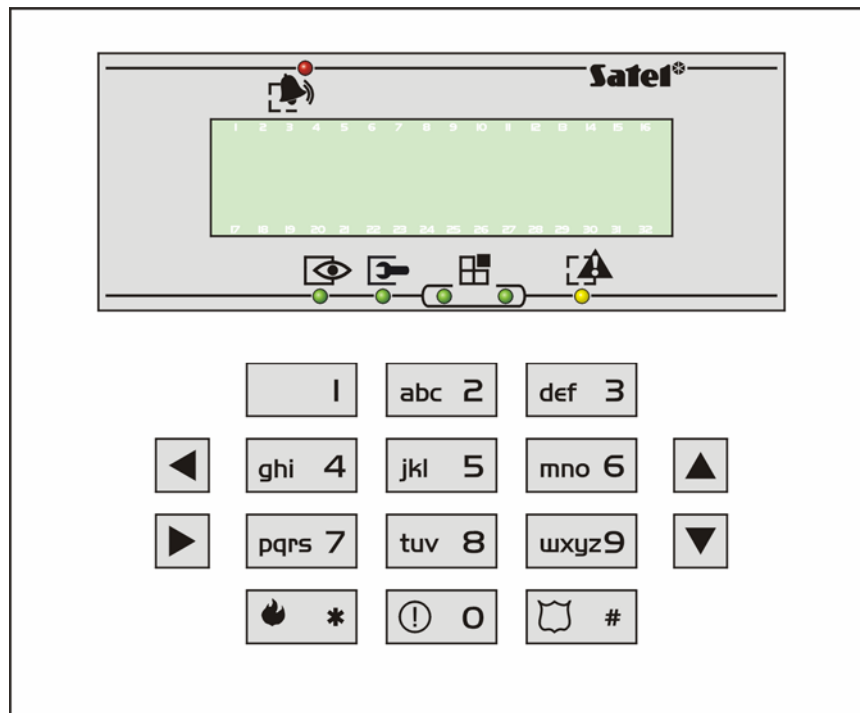 Satel
1 2 3 4 5 6 7 8 9 10 11 12 13 14 15 16
17 18 19 20 21 22 23 24 25 26 27 28 29 30 31 32
1 abc 2 def 3
ghi 4 jkl 5 mno 6
pqrs 7 tuv 8 wxyz 9
* 0 #